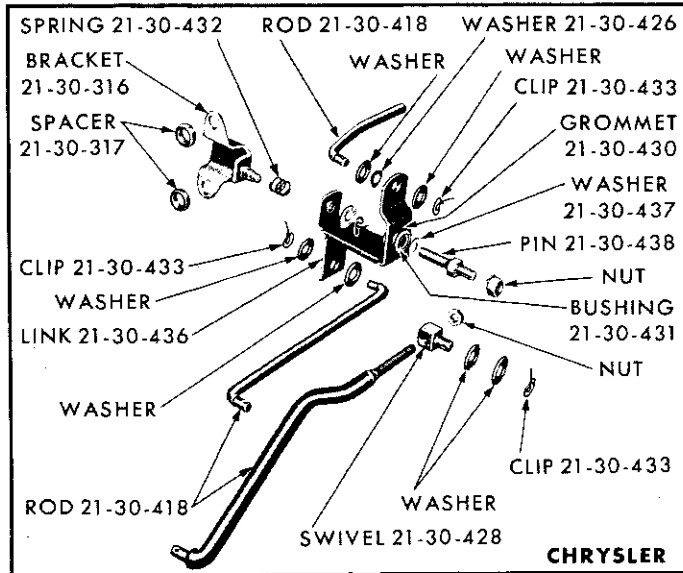 SPRING 21-30-432
ROD 21-30-418
WASHER 21-30-426
BRACKET
21-30-316
WASHER
WASHER
CLIP 21-30-433
SPACER
21-30-317
GROMMET
21-30-430
WASHER
21-30-437
PIN 21-30-438
CLIP 21-30-433
NUT
WASHER
BUSHING
21-30-431
LINK 21-30-436
NUT
WASHER
CLIP 21-30-433
ROD 21-30-418
WASHER
SWIVEL 21-30-428
CHRYSLER